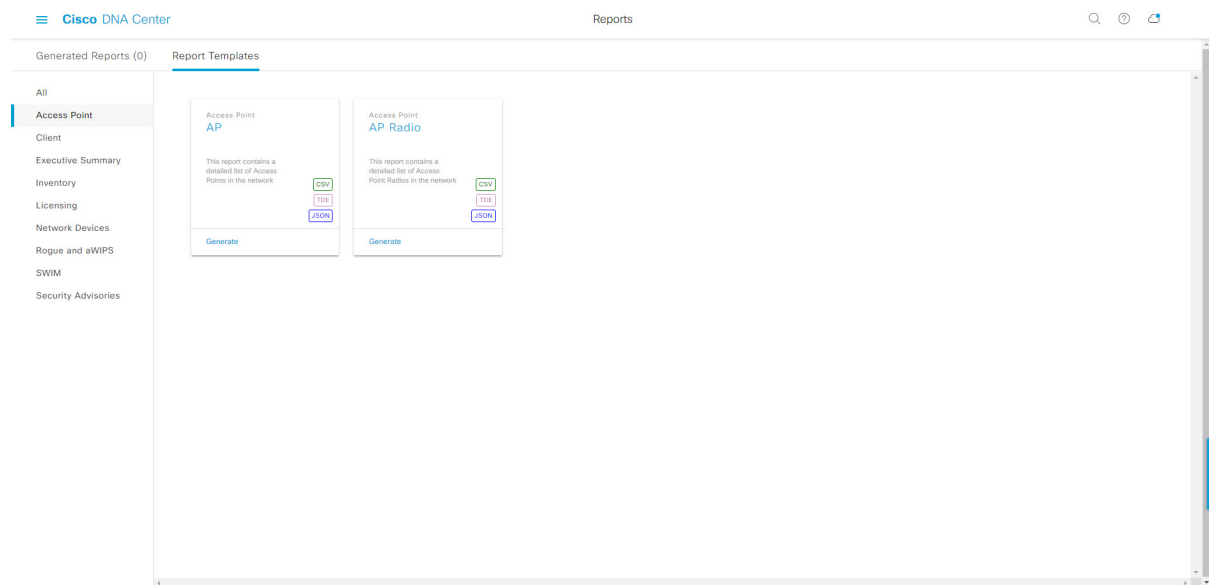 Cisco DNA Center
Reports
Generated Reports (0)
Report Templates
All
Access Point
Client
Executive Summary
Inventory
Licensing
Network Devices
Rogue and aWIPS
SWIM
Security Advisories
Access Point
AP
This report contains a
detailed list of Access
Points in the network
CSV
TDE
JSON
Generate
Access Point
AP Radio
This report contains a
detailed list of Access
Point Radios in the network
CSV
TDE
JSON
Generate